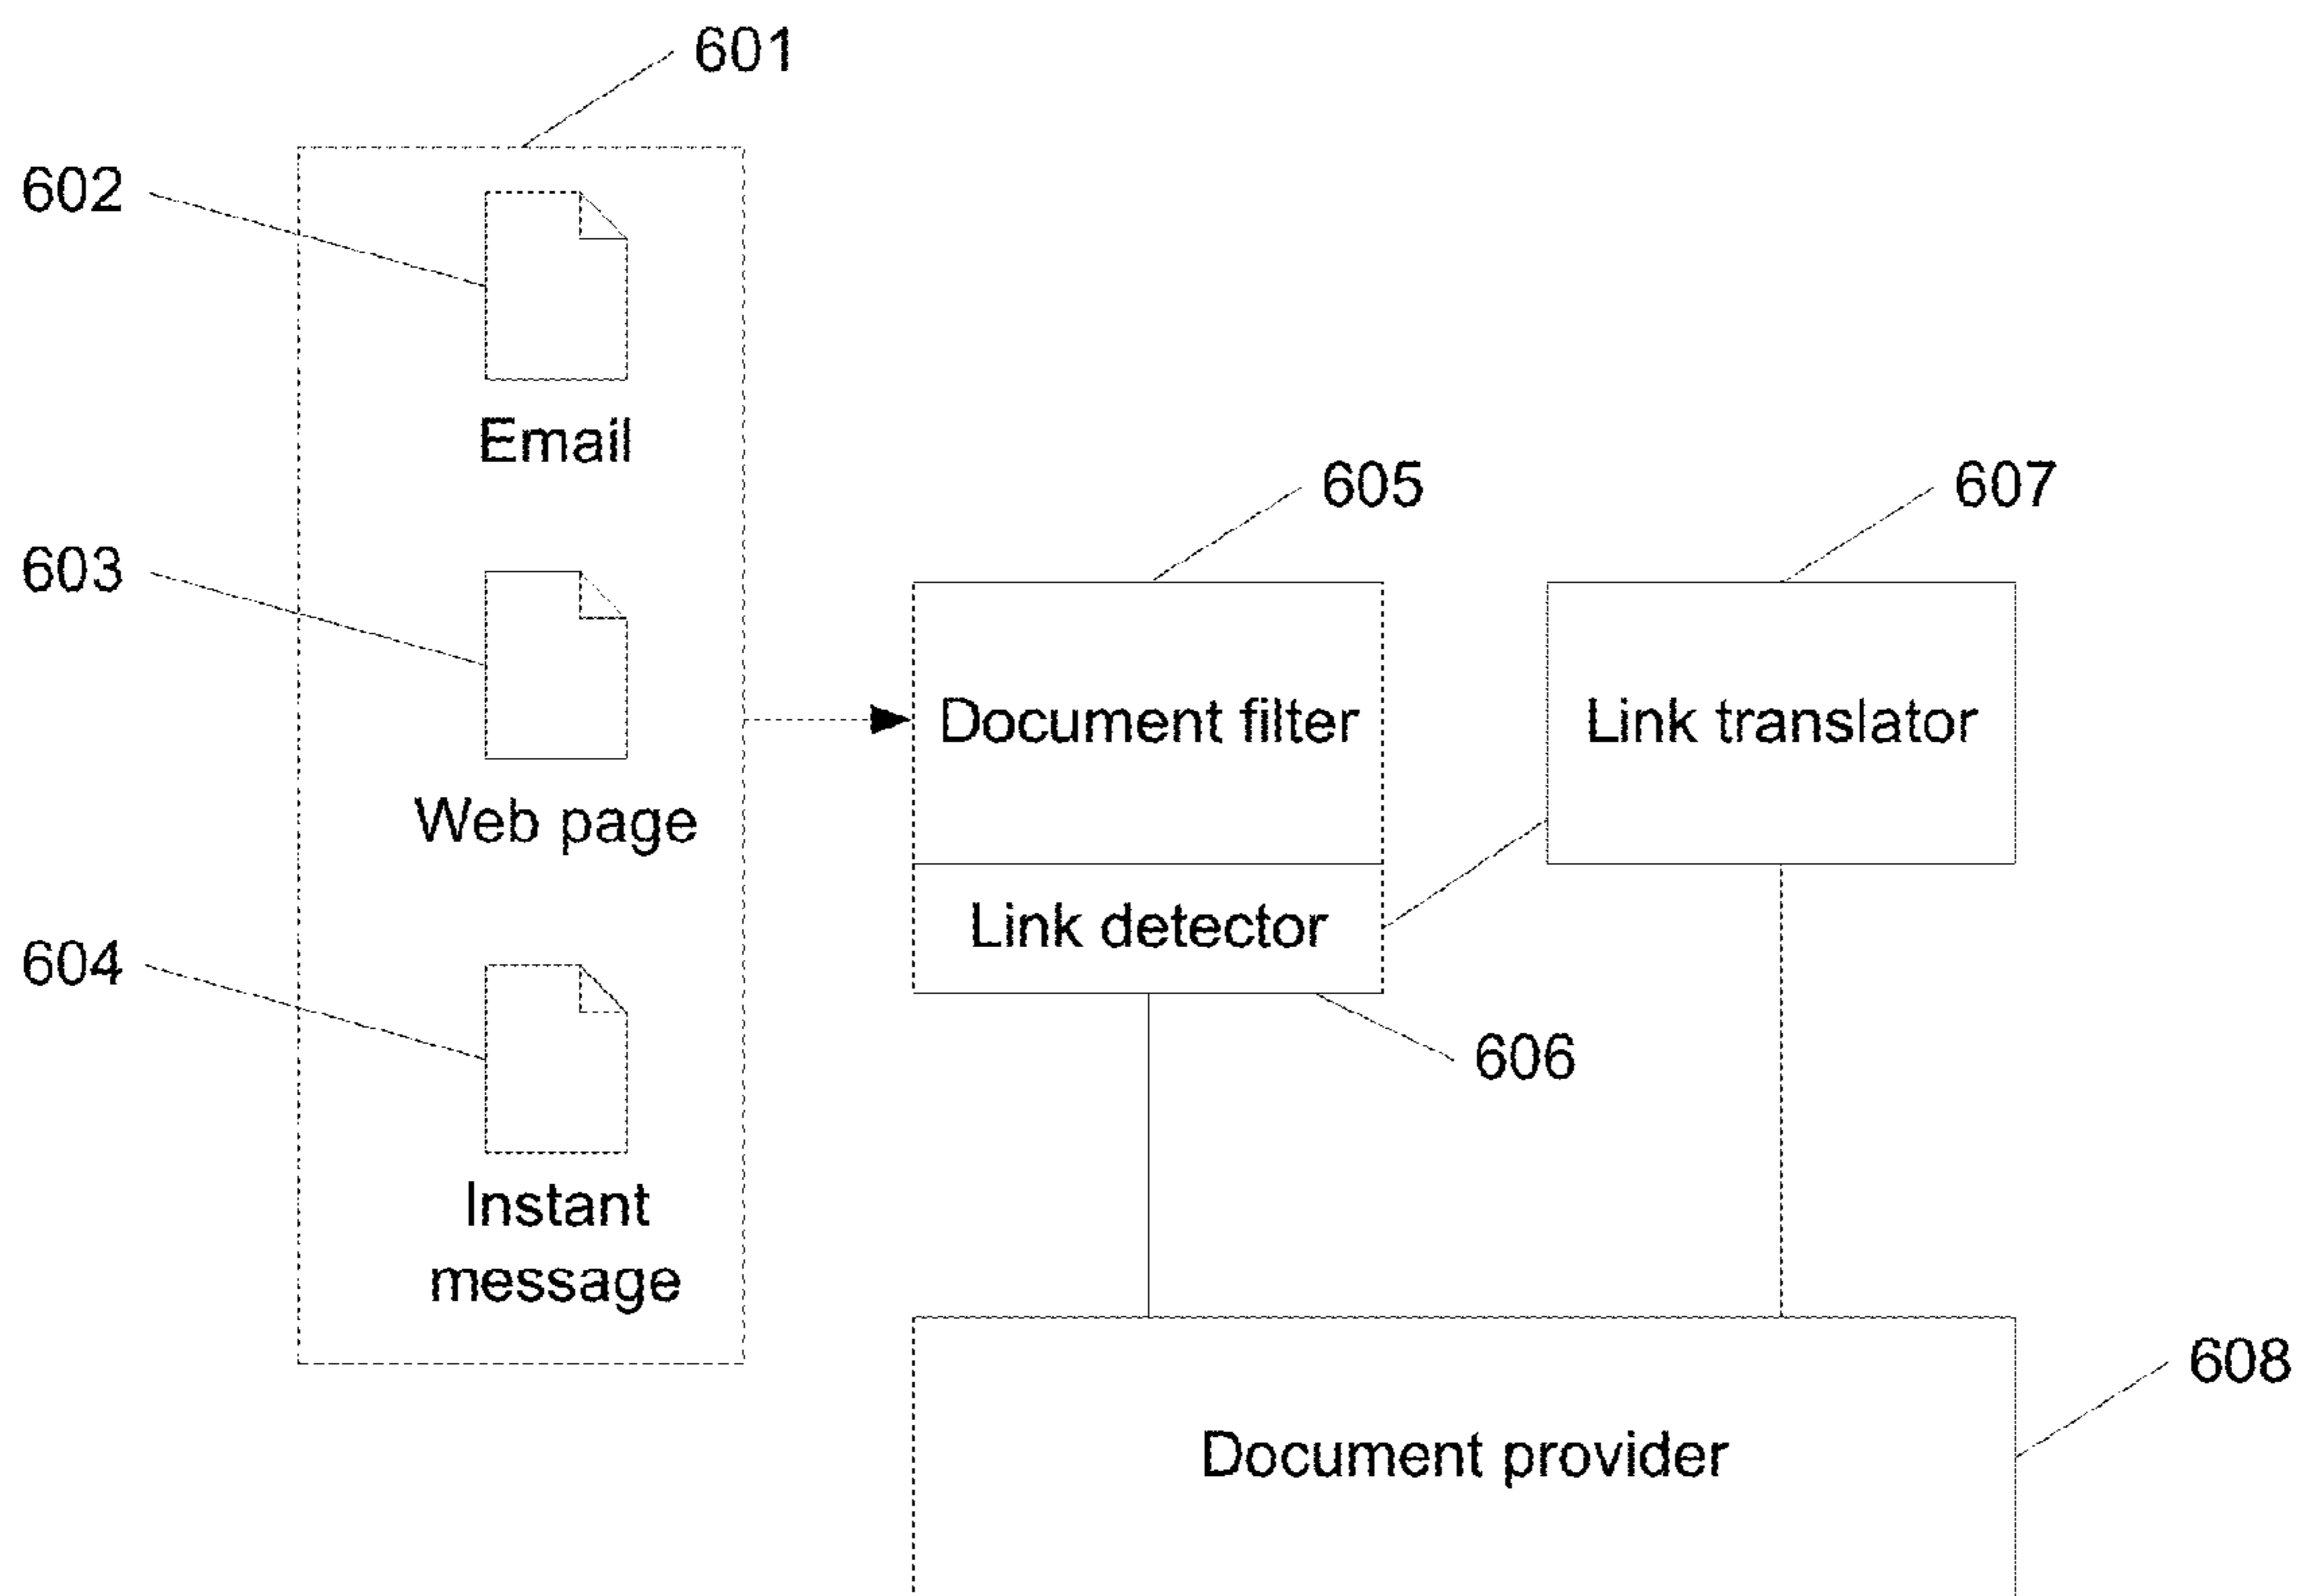 601
602
Email
605
607
603
Document filter
Link translator
Web page
Link detector
604
606
Instant
message
608
Document provider